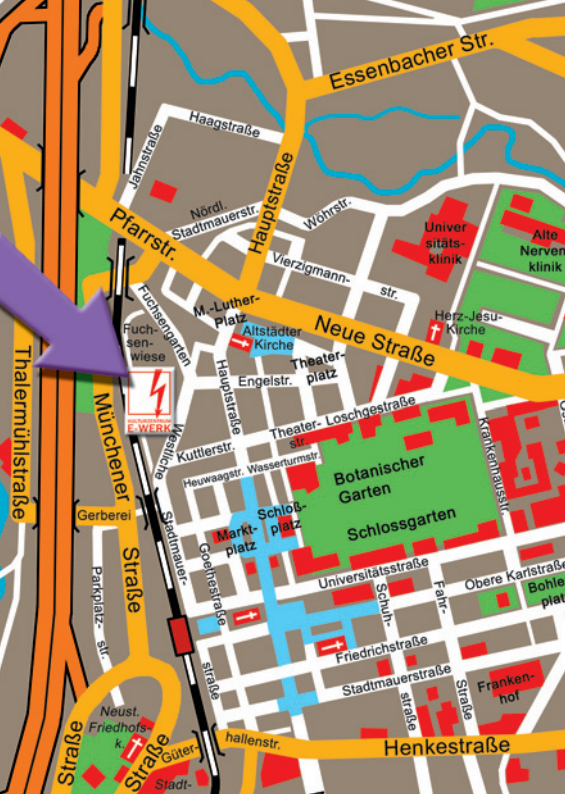 Essenbacher Str.
Haagstraße
Jahnstraße
Hauptstraße
Nördl.
Stadtmauerstr.
Wöhrstr.
Pfarrstr.
Univer
sitäts-
klinik
Alte
Nerven
klinik
Vierzigmann-
str.
Fuchsengarten
M.-Luther-
Platz
Herz-Jesu-
Kirche
Neue Straße
Fuch-
sen-
wiese
Altstädter
Kirche
Theater-
platz
Thalermühlstraße
Hauptstraße
Engelstr.
KULTURZENTRUM
E-WERK
Münchener
Straße
Westliche
Stadtmauer-
straße
Theater-
str.
Loschgestraße
Kuttlerstr.
Krankenhausstr.
Heuwaagstr.
Wasserturmstr.
Botanischer
Garten
Schlossgarten
Schloß-
platz
Markt-
platz
Gerberei
Goethestraße
Universitätsstraße
Obere Karlstraße
Bohle
plat
Parkplatz-
str.
Schuh-
straße
Fahr-
Straße
Friedrichstraße
Stadtmauerstraße
Franken-
hof
Neust.
Friedhofs-
k.
Straße
Straße
Güter-
hallenstr.
Henkestraße
Stadt-